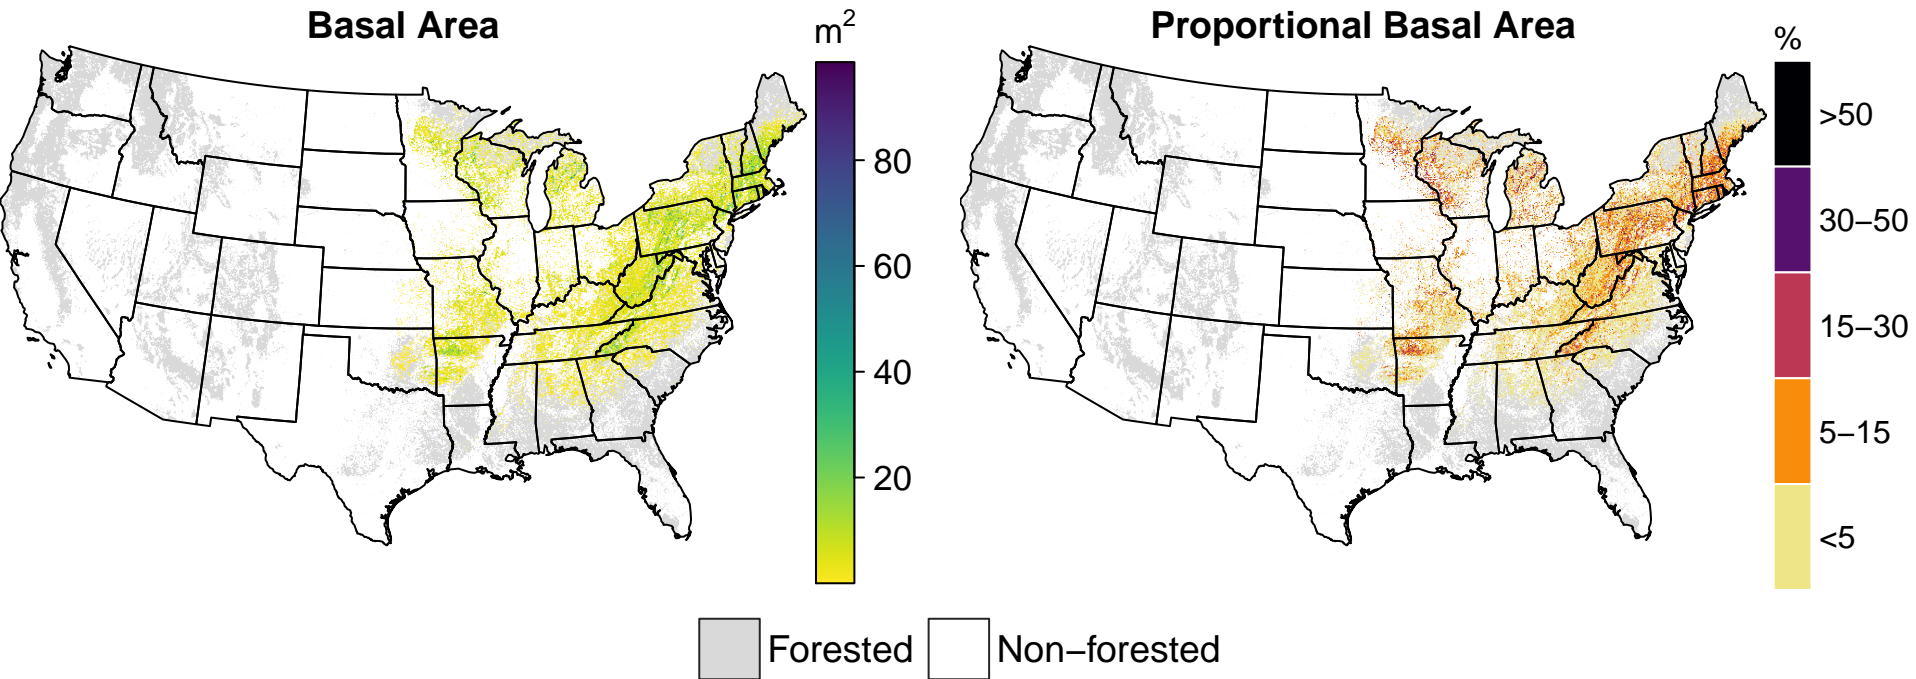 Basal Area
m²
80
60
40
20
Proportional Basal Area
%
>50
30−50
15−30
5−15
<5
Forested
Non−forested